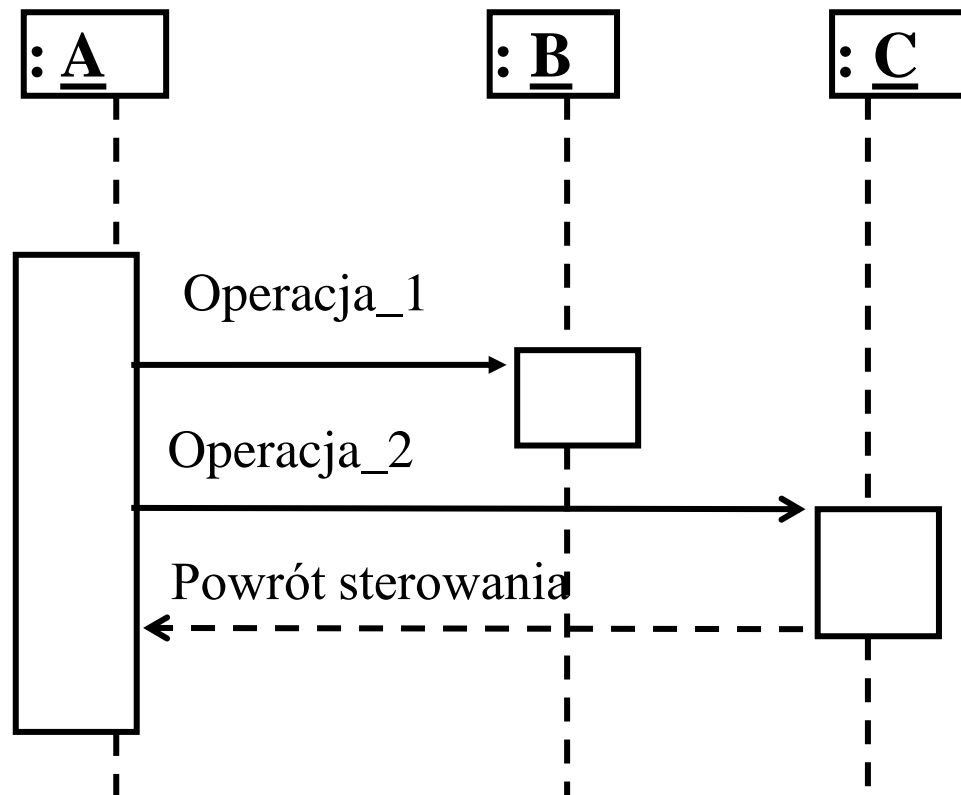 : A
: B
: C
Operacja_1
Operacja_2
Powrót sterowania